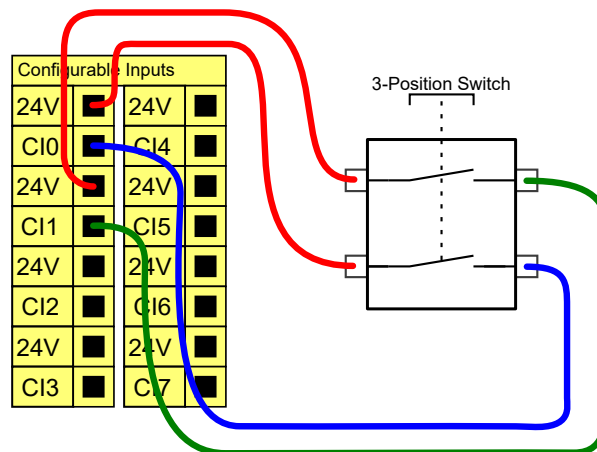 Configurable Inputs
3-Position Switch
24V 24V
CI0 CI4
24V 24V
CI1 CI5
24V 24V
CI2 CI6
24V 24V
CI3 CI7